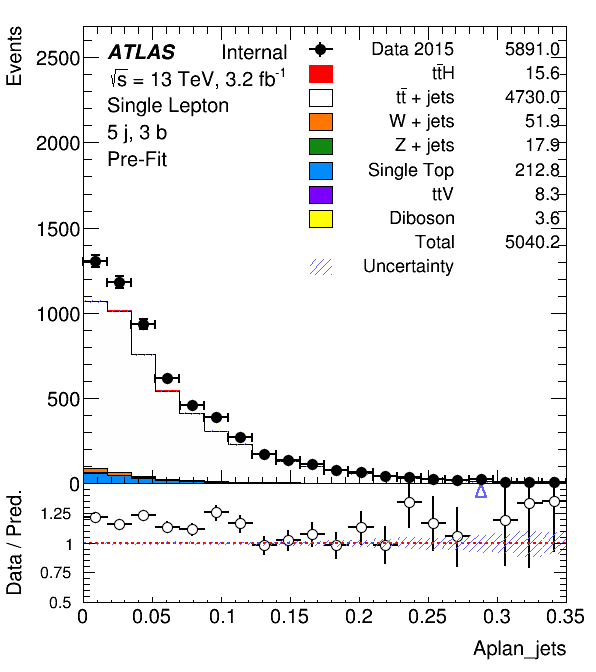 Events
2500
2000
1500
1000
500
0
ATLAS Internal
√s = 13 TeV, 3.2 fb⁻¹
Single Lepton
5 j, 3 b
Pre-Fit
Data 2015 5891.0
tt̄H 15.6
tt̄ + jets 4730.0
W + jets 51.9
Z + jets 17.9
Single Top 212.8
ttV 8.3
Diboson 3.6
Total 5040.2
Uncertainty
Data / Pred.
1.25
1
0.75
0.5
0 0.05 0.1 0.15 0.2 0.25 0.3 0.35
Aplan_jets